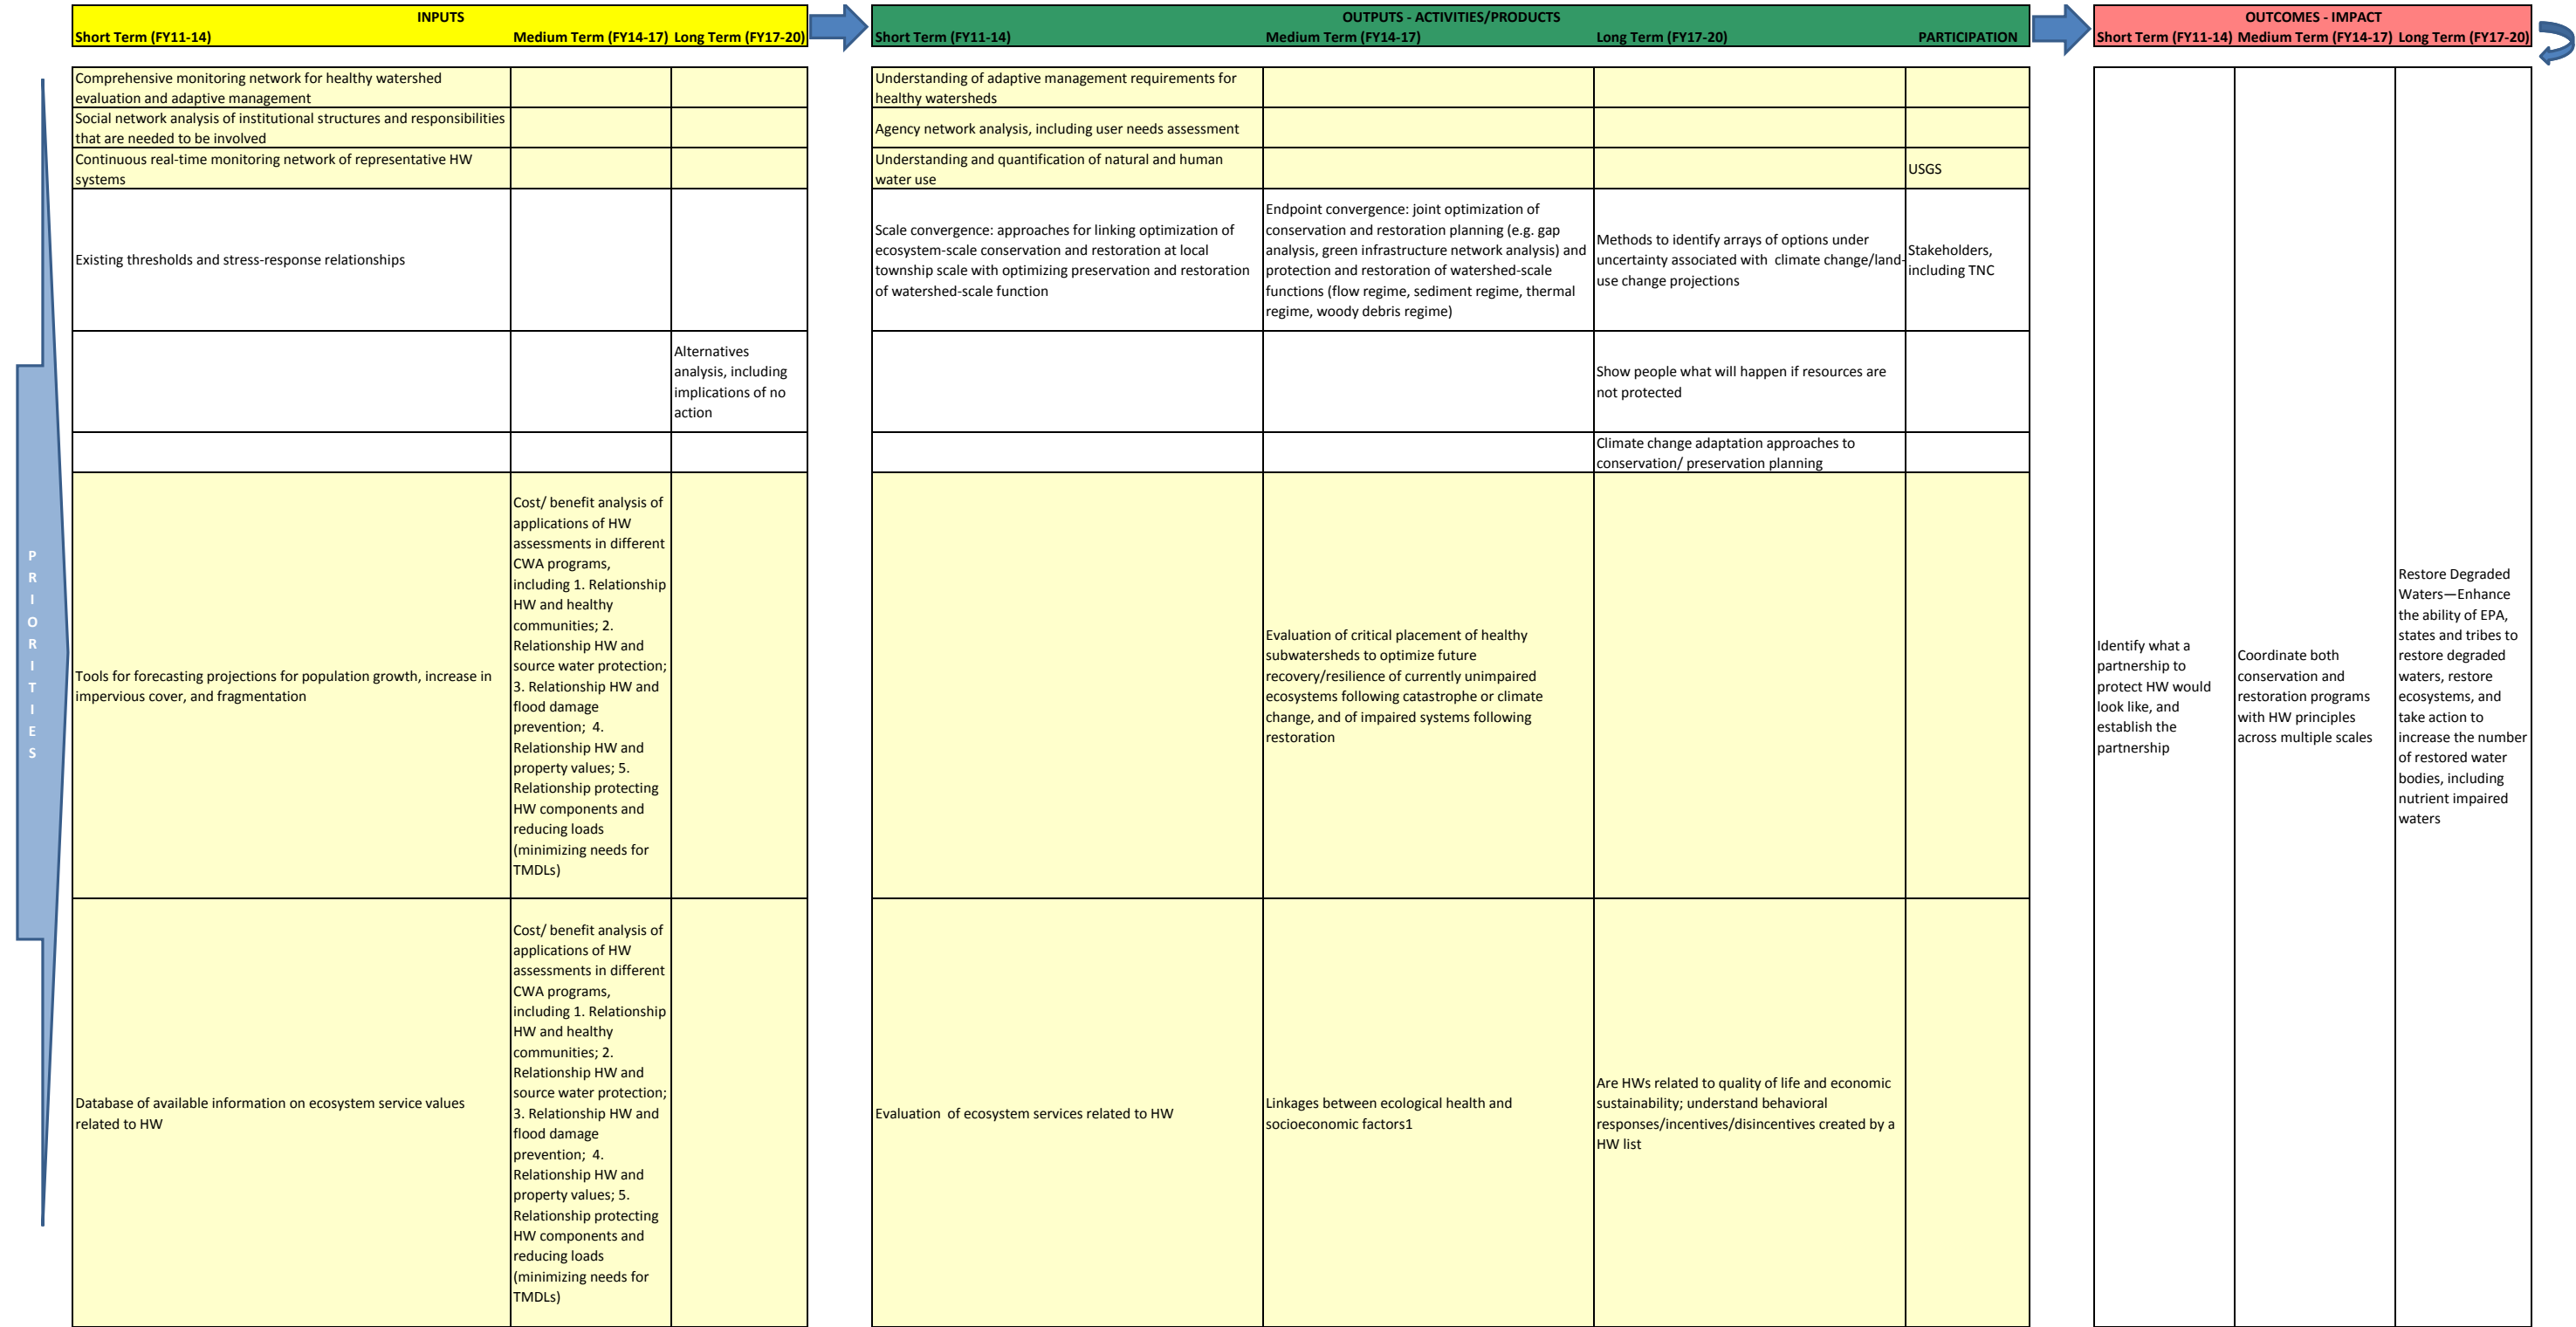 INPUTS
Short Term (FY11-14) Medium Term (FY14-17) Long Term (FY17-20)
OUTPUTS - ACTIVITIES/PRODUCTS
Short Term (FY11-14) Medium Term (FY14-17) Long Term (FY17-20) PARTICIPATION
OUTCOMES - IMPACT
Short Term (FY11-14) Medium Term (FY14-17) Long Term (FY17-20)
P
R
I
O
R
I
T
I
E
S
Comprehensive monitoring network for healthy watershed
evaluation and adaptive management
Understanding of adaptive management requirements for
healthy watersheds
Social network analysis of institutional structures and responsibilities
that are needed to be involved
Agency network analysis, including user needs assessment
Continuous real-time monitoring network of representative HW
systems
Understanding and quantification of natural and human
water use
USGS
Existing thresholds and stress-response relationships
Scale convergence: approaches for linking optimization of
ecosystem-scale conservation and restoration at local
township scale with optimizing preservation and restoration
of watershed-scale function
Endpoint convergence: joint optimization of
conservation and restoration planning (e.g. gap
analysis, green infrastructure network analysis) and
protection and restoration of watershed-scale
functions (flow regime, sediment regime, thermal
regime, woody debris regime)
Methods to identify arrays of options under
uncertainty associated with  climate change/land-
use change projections
Stakeholders,
including TNC
Alternatives
analysis, including
implications of no
action
Show people what will happen if resources are
not protected
Climate change adaptation approaches to
conservation/ preservation planning
Tools for forecasting projections for population growth, increase in
impervious cover, and fragmentation
Cost/ benefit analysis of
applications of HW
assessments in different
CWA programs,
including 1. Relationship
HW and healthy
communities; 2.
Relationship HW and
source water protection;
3. Relationship HW and
flood damage
prevention;  4.
Relationship HW and
property values; 5.
Relationship protecting
HW components and
reducing loads
(minimizing needs for
TMDLs)
Evaluation of critical placement of healthy
subwatersheds to optimize future
recovery/resilience of currently unimpaired
ecosystems following catastrophe or climate
change, and of impaired systems following
restoration
Database of available information on ecosystem service values
related to HW
Cost/ benefit analysis of
applications of HW
assessments in different
CWA programs,
including 1. Relationship
HW and healthy
communities; 2.
Relationship HW and
source water protection;
3. Relationship HW and
flood damage
prevention;  4.
Relationship HW and
property values; 5.
Relationship protecting
HW components and
reducing loads
(minimizing needs for
TMDLs)
Evaluation  of ecosystem services related to HW
Linkages between ecological health and
socioeconomic factors1
Are HWs related to quality of life and economic
sustainability; understand behavioral
responses/incentives/disincentives created by a
HW list
Identify what a
partnership to
protect HW would
look like, and
establish the
partnership
Coordinate both
conservation and
restoration programs
with HW principles
across multiple scales
Restore Degraded
Waters—Enhance
the ability of EPA,
states and tribes to
restore degraded
waters, restore
ecosystems, and
take action to
increase the number
of restored water
bodies, including
nutrient impaired
waters